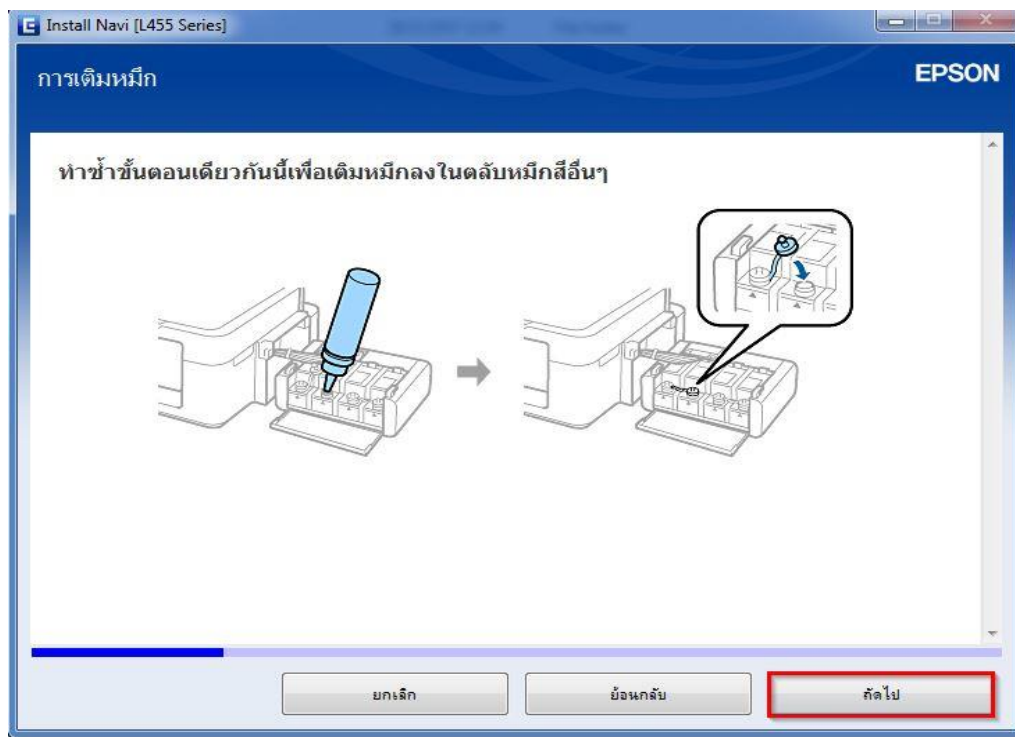 Install Navi [L455 Series]
การเติมหมึก
EPSON
ทำซ้ำขั้นตอนเดียวกันนี้เพื่อเติมหมึกลงในตลับหมึกสีอื่นๆ
ยกเลิก
ย้อนกลับ
ถัดไป